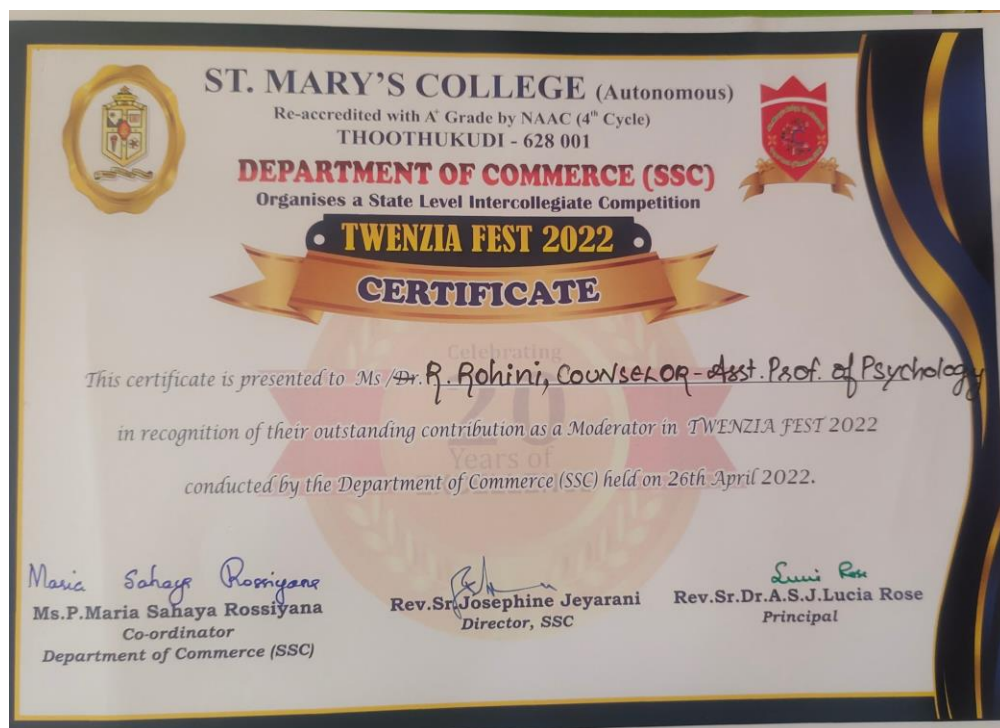 ST. MARY'S COLLEGE (Autonomous)
Re-accredited with A+ Grade by NAAC (4th Cycle)
THOOTHUKUDI - 628 001
DEPARTMENT OF COMMERCE (SSC)
Organises a State Level Intercollegiate Competition
TWENZIA FEST 2022
CERTIFICATE
Celebrating
20
Years of
This certificate is presented to Ms /Dr. R. Rohini, COUNSELOR - Asst. Prof. of Psychology
in recognition of their outstanding contribution as a Moderator in TWENZIA FEST 2022
conducted by the Department of Commerce (SSC) held on 26th April 2022.
Maria Sahaya Rossiyana
Ms.P.Maria Sahaya Rossiyana
Co-ordinator
Department of Commerce (SSC)
Rev.Sr.Josephine Jeyarani
Director, SSC
Lucia Rose
Rev.Sr.Dr.A.S.J.Lucia Rose
Principal